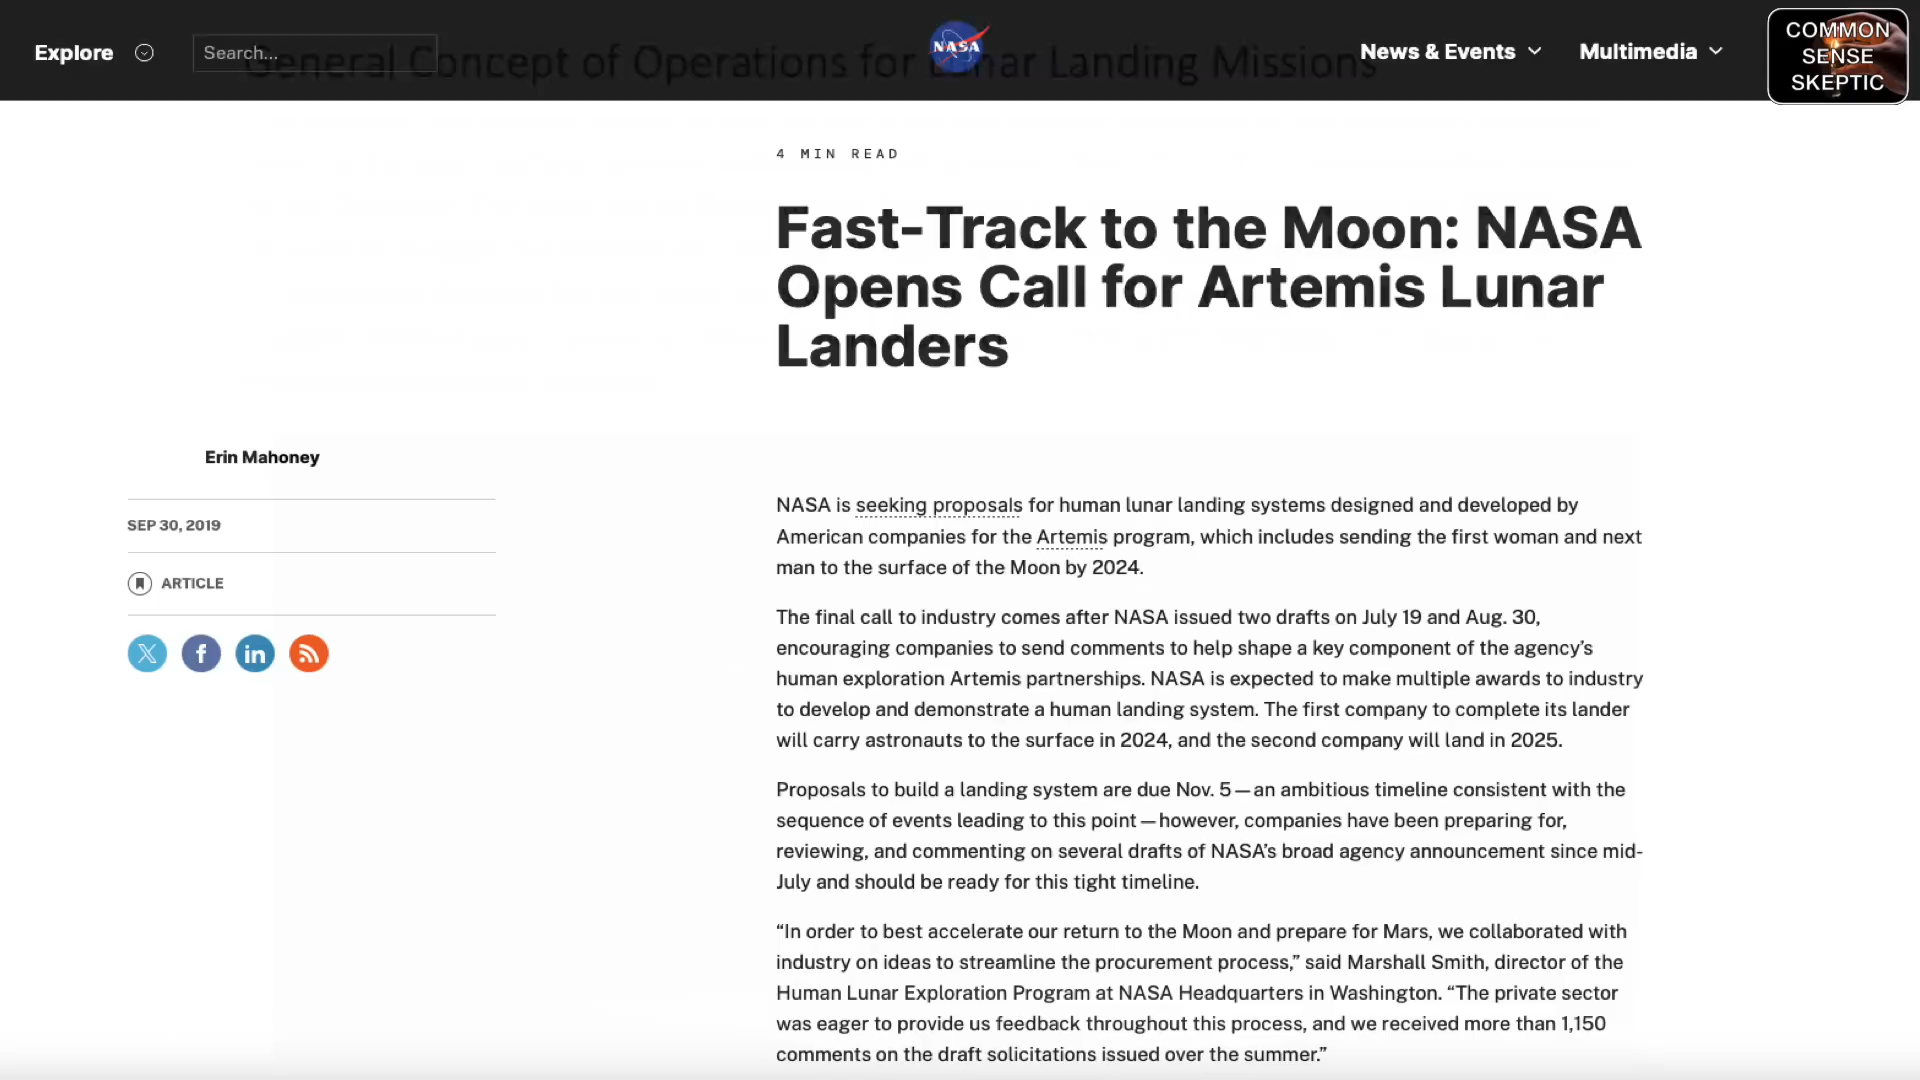 Explore
Search...
General Concept of Operations for Lunar Landing Missions
NASA
News & Events
Multimedia
COMMON
SENSE
SKEPTIC
4 MIN READ
Fast-Track to the Moon: NASA
Opens Call for Artemis Lunar
Landers
Erin Mahoney
SEP 30, 2019
ARTICLE
NASA is seeking proposals for human lunar landing systems designed and developed by
American companies for the Artemis program, which includes sending the first woman and next
man to the surface of the Moon by 2024.
The final call to industry comes after NASA issued two drafts on July 19 and Aug. 30,
encouraging companies to send comments to help shape a key component of the agency’s
human exploration Artemis partnerships. NASA is expected to make multiple awards to industry
to develop and demonstrate a human landing system. The first company to complete its lander
will carry astronauts to the surface in 2024, and the second company will land in 2025.
Proposals to build a landing system are due Nov. 5 — an ambitious timeline consistent with the
sequence of events leading to this point — however, companies have been preparing for,
reviewing, and commenting on several drafts of NASA’s broad agency announcement since mid-
July and should be ready for this tight timeline.
“In order to best accelerate our return to the Moon and prepare for Mars, we collaborated with
industry on ideas to streamline the procurement process,” said Marshall Smith, director of the
Human Lunar Exploration Program at NASA Headquarters in Washington. “The private sector
was eager to provide us feedback throughout this process, and we received more than 1,150
comments on the draft solicitations issued over the summer.”